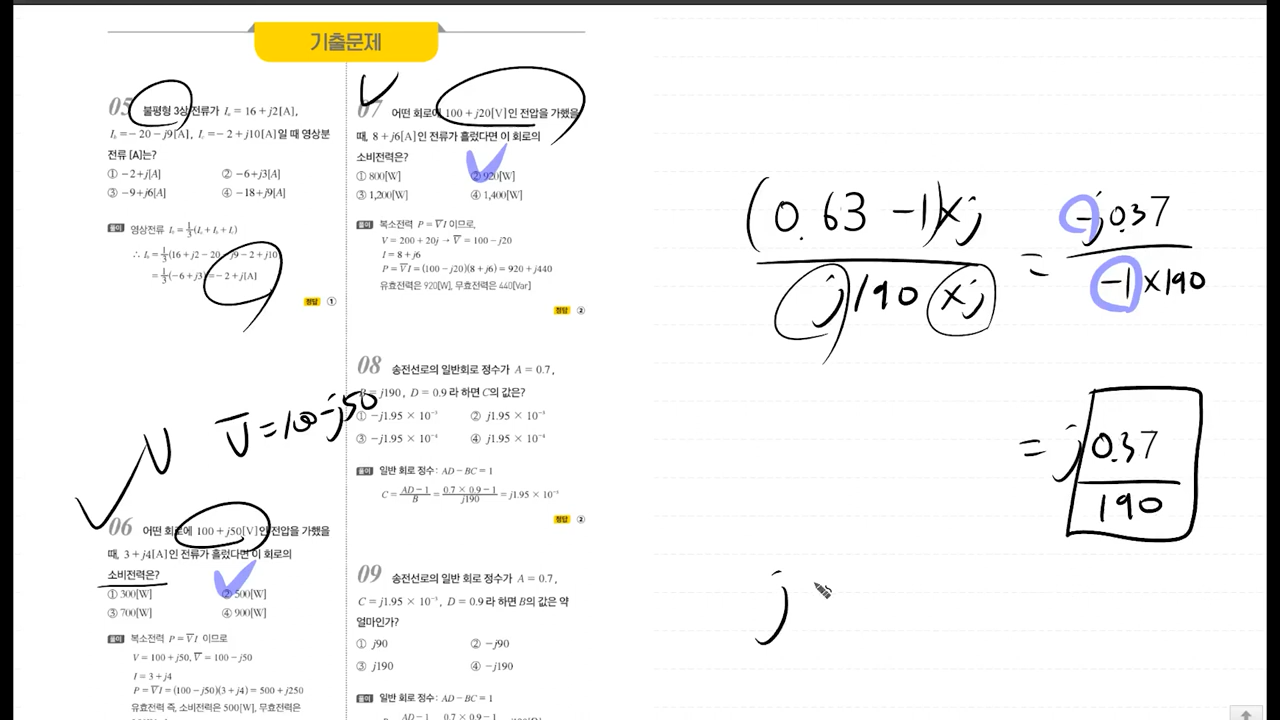 기출문제
05 불평형 3상 전류가 Iₐ = 16 + j2[A],
I_b = − 20 − j9[A], I_c = − 2 + j10[A]일 때 영상분
전류 [A]는?
① −2+j[A] ② −6+j3[A]
③ −9+j6[A] ④ −18+j9[A]
풀이 영상전류 I₀ = 1/3(Iₐ + I_b + I_c)
∴ I₀ = 1/3(16 + j2 − 20 − j9 − 2 + j10)
= 1/3(−6 + j3) = −2 + j[A]
정답 ①
V V̅ = 100 - j50
06 어떤 회로에 100 + j50[V]인 전압을 가했을
때, 3 + j4[A]인 전류가 흘렀다면 이 회로의
소비전력은?
① 300[W] ② 500[W]
③ 700[W] ④ 900[W]
풀이 복소전력 P = V̅I 이므로
V = 100 + j50, V̅ = 100 − j50
I = 3 + j4
P = V̅I = (100 − j50)(3 + j4) = 500 + j250
유효전력 즉, 소비전력은 500[W], 무효전력은
07 어떤 회로에 100 + j20[V]인 전압을 가했을
때, 8 + j6[A]인 전류가 흘렀다면 이 회로의
소비전력은?
① 800[W] ② 920[W]
③ 1,200[W] ④ 1,400[W]
풀이 복소전력 P = V̅I 이므로,
V = 200 + 20j → V̅ = 100 − j20
I = 8 + j6
P = V̅I = (100 − j20)(8 + j6) = 920 + j440
유효전력은 920[W], 무효전력은 440[Var]
정답 ②
08 송전선로의 일반회로 정수가 A = 0.7,
B = j190, D = 0.9 라 하면 C의 값은?
① −j1.95 × 10⁻³ ② j1.95 × 10⁻³
③ −j1.95 × 10⁻⁴ ④ j1.95 × 10⁻⁴
풀이 일반 회로 정수: AD − BC = 1
C = (AD−1)/B = (0.7 × 0.9 − 1)/j190 = j1.95 × 10⁻³
정답 ②
09 송전선로의 일반 회로 정수가 A = 0.7,
C = j1.95 × 10⁻³, D = 0.9 라 하면 B의 값은 약
얼마인가?
① j90 ② −j90
③ j190 ④ −j190
풀이 일반 회로 정수: AD − BC = 1
(0.63 -1)×j / j190 ×j = -j0.37 / -1×190
= j 0.37 / 190
j